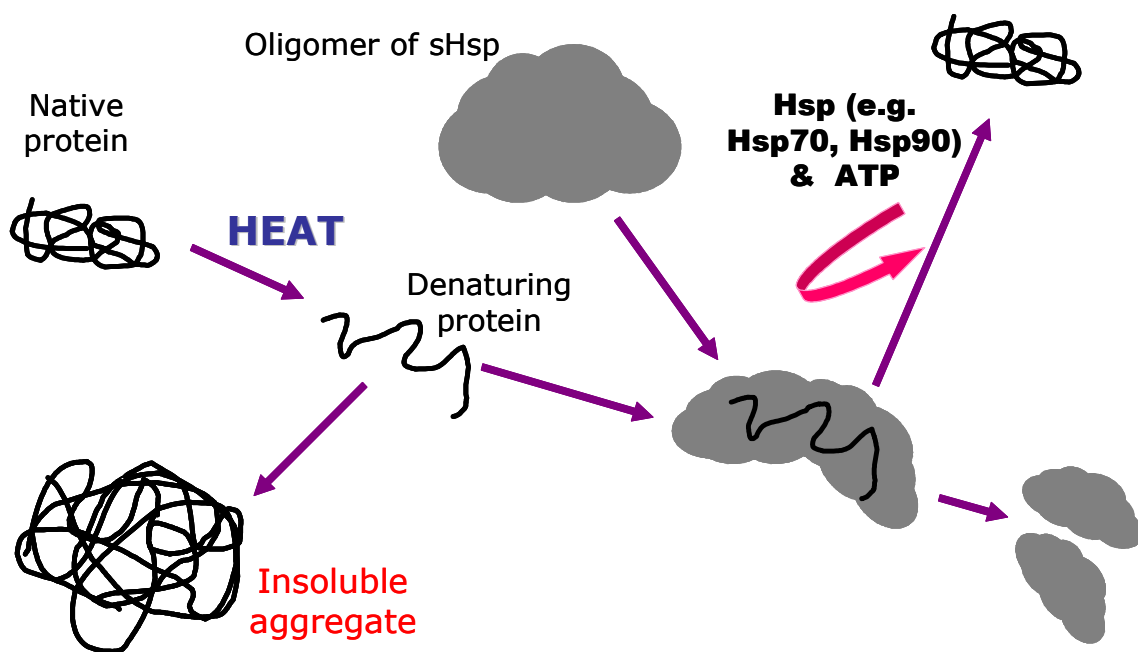 Oligomer of sHsp
Native
protein
Hsp (e.g.
Hsp70, Hsp90)
& ATP
HEAT
Denaturing
protein
Insoluble
aggregate